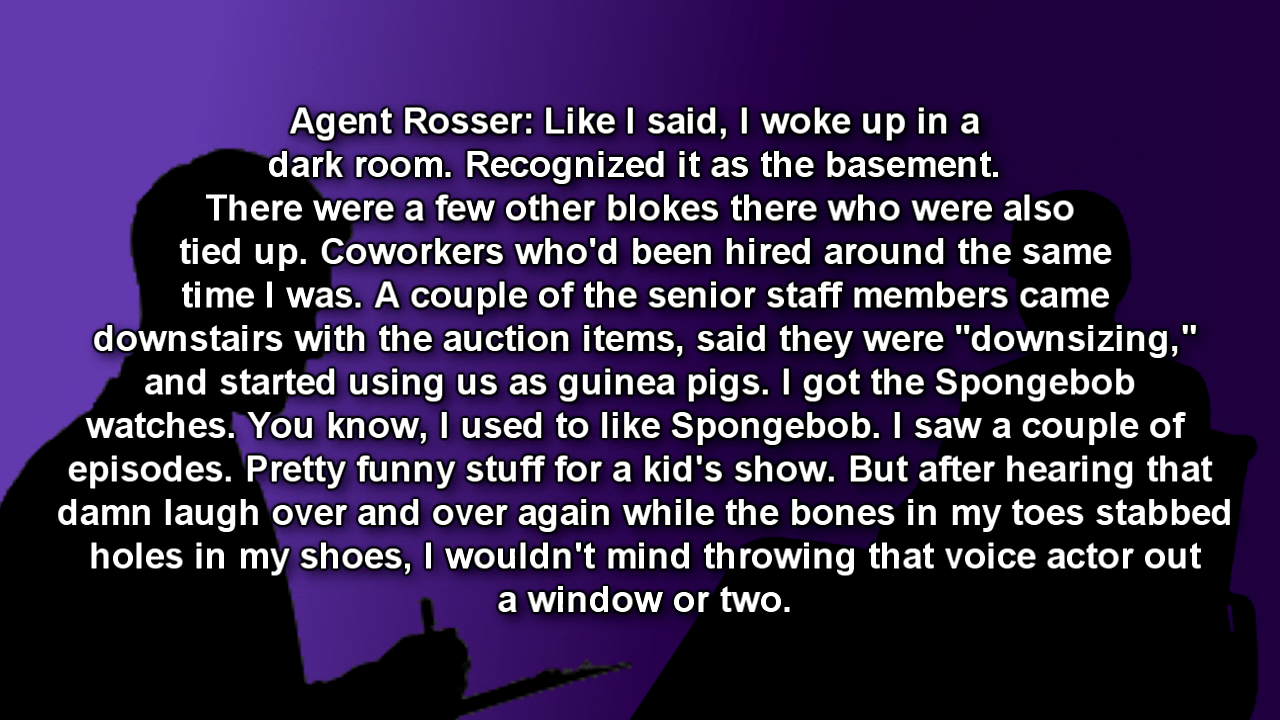 Agent Rosser: Like I said, I woke up in a
dark room. Recognized it as the basement.
There were a few other blokes there who were also
tied up. Coworkers who'd been hired around the same
time I was. A couple of the senior staff members came
downstairs with the auction items, said they were "downsizing,"
and started using us as guinea pigs. I got the Spongebob
watches. You know, I used to like Spongebob. I saw a couple of
episodes. Pretty funny stuff for a kid's show. But after hearing that
damn laugh over and over again while the bones in my toes stabbed
holes in my shoes, I wouldn't mind throwing that voice actor out
a window or two.